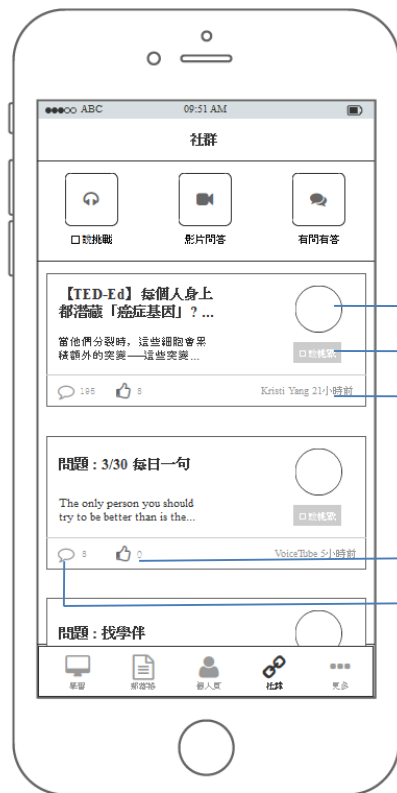 ABC 09:51 AM
社群
口說挑戰 影片問答 有問有答
【TED-Ed】每個人身上
都潛藏「癌症基因」? ...
當他們分裂時，這些細胞會累
積額外的突變──這些突變...
口說挑戰
195 8 Kristi Yang 21小時前
問題 : 3/30 每日一句
The only person you should
try to be better than is the...
口說挑戰
8 0 VoiceTube 5小時前
問題 : 找學伴
學習 部落格 個人頁 社群 更多